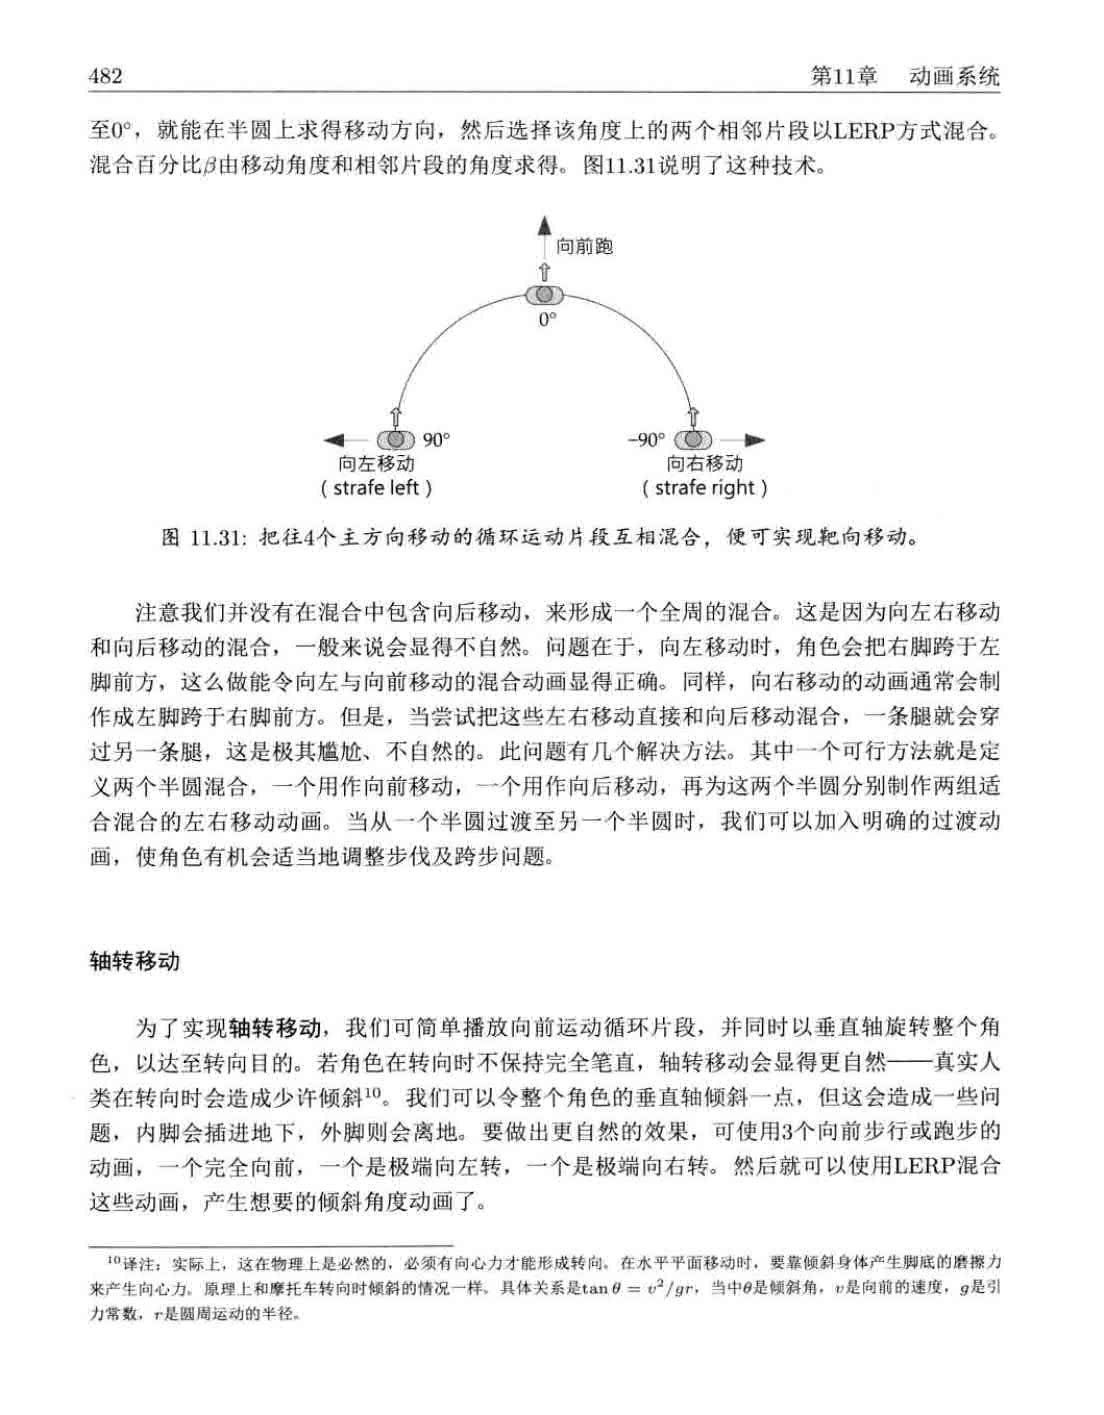 482
第11章 动画系统
至0°，就能在半圆上求得移动方向，然后选择该角度上的两个相邻片段以LERP方式混合。
混合百分比β由移动角度和相邻片段的角度求得。图11.31说明了这种技术。
向前跑
0°
90°
-90°
向左移动
向右移动
（strafe left）
（strafe right）
图 11.31: 把往4个主方向移动的循环运动片段互相混合，便可实现靶向移动。
注意我们并没有在混合中包含向后移动，来形成一个全周的混合。这是因为向左右移动
和向后移动的混合，一般来说会显得不自然。问题在于，向左移动时，角色会把右脚跨于左
脚前方，这么做能令向左与向前移动的混合动画显得正确。同样，向右移动的动画通常会制
作成左脚跨于右脚前方。但是，当尝试把这些左右移动直接和向后移动混合，一条腿就会穿
过另一条腿，这是极其尴尬、不自然的。此问题有几个解决方法。其中一个可行方法就是定
义两个半圆混合，一个用作向前移动，一个用作向后移动，再为这两个半圆分别制作两组适
合混合的左右移动动画。当从一个半圆过渡至另一个半圆时，我们可以加入明确的过渡动
画，使角色有机会适当地调整步伐及跨步问题。
轴转移动
为了实现轴转移动，我们可简单播放向前运动循环片段，并同时以垂直轴旋转整个角
色，以达至转向目的。若角色在转向时不保持完全笔直，轴转移动会显得更自然——真实人
类在转向时会造成少许倾斜¹⁰。我们可以令整个角色的垂直轴倾斜一点，但这会造成一些问
题，内脚会插进地下，外脚则会离地。要做出更自然的效果，可使用3个向前步行或跑步的
动画，一个完全向前，一个是极端向左转，一个是极端向右转。然后就可以使用LERP混合
这些动画，产生想要的倾斜角度动画了。
¹⁰译注：实际上，这在物理上是必然的，必须有向心力才能形成转向。在水平平面移动时，要靠倾斜身体产生脚底的磨擦力
来产生向心力。原理上和摩托车转向时倾斜的情况一样。具体关系是tan θ = v²/gr，当中θ是倾斜角，v是向前的速度，g是引
力常数，r是圆周运动的半径。